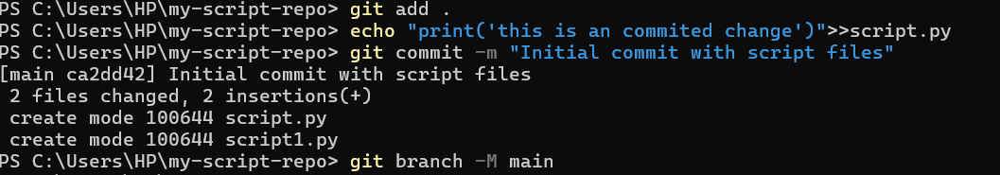 PS C:\Users\HP\my-script-repo> git add .
PS C:\Users\HP\my-script-repo> echo "print('this is an commited change')">>script.py
PS C:\Users\HP\my-script-repo> git commit -m "Initial commit with script files"
[main ca2dd42] Initial commit with script files
 2 files changed, 2 insertions(+)
 create mode 100644 script.py
 create mode 100644 script1.py
PS C:\Users\HP\my-script-repo> git branch -M main